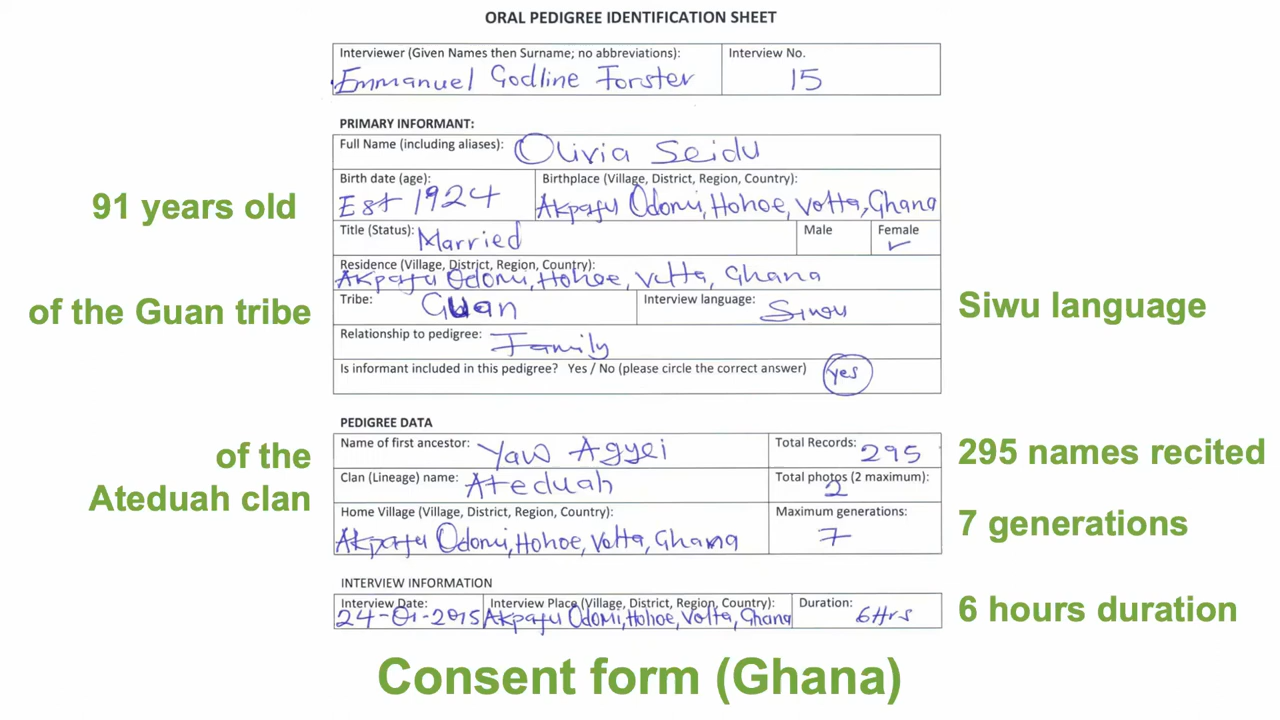 ORAL PEDIGREE IDENTIFICATION SHEET
Interviewer (Given Names then Surname; no abbreviations):
Emmanuel Godline Forster
Interview No.
15
PRIMARY INFORMANT:
Full Name (including aliases): Olivia Seidu
Birth date (age):
Est 1924
Birthplace (Village, District, Region, Country):
Akpafu Odomi, Hohoe, Volta, Ghana
91 years old
Title (Status): Married
Male
Female ✓
Residence (Village, District, Region, Country):
Akpafu Odomi, Hohoe, Volta, Ghana
of the Guan tribe
Tribe: Guan
Interview language: Siwu
Siwu language
Relationship to pedigree: Family
Is informant included in this pedigree? Yes / No (please circle the correct answer) yes
PEDIGREE DATA
Name of first ancestor: Yaw Agyei
Total Records: 295
295 names recited
of the
Ateduah clan
Clan (Lineage) name: Ateduah
Total photos (2 maximum):
2
Home Village (Village, District, Region, Country):
Akpafu Odomi, Hohoe, Volta, Ghana
Maximum generations:
7
7 generations
INTERVIEW INFORMATION
Interview Date:
24-01-2015
Interview Place (Village, District, Region, Country):
Akpafu Odomi, Hohoe, Volta, Ghana
Duration:
6Hrs
6 hours duration
Consent form (Ghana)